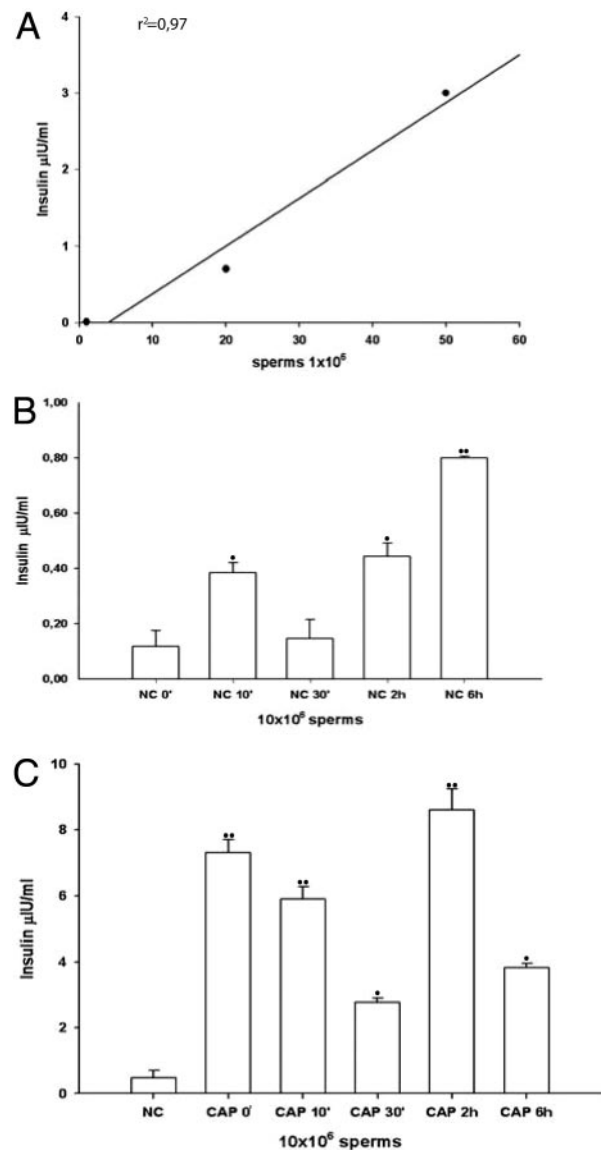 A
r²=0,97
4
3
2
1
0
Insulin µIU/ml
0 10 20 30 40 50 60
sperms 1x10⁶
B
1,00
0,80
0,60
0,40
0,20
0,00
Insulin µIU/ml
NC 0' NC 10' NC 30' NC 2h NC 6h
10x10⁶ sperms
C
10
8
6
4
2
0
Insulin µIU/ml
NC CAP 0' CAP 10' CAP 30' CAP 2h CAP 6h
10x10⁶ sperms